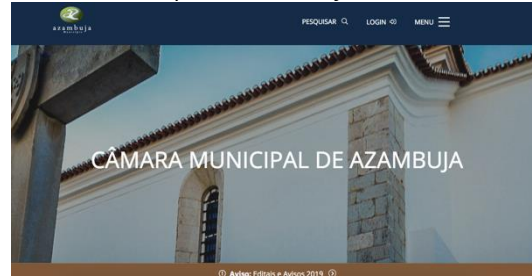 azambuja
PESQUISAR
LOGIN
MENU
CÂMARA MUNICIPAL DE AZAMBUJA
Aviso: Editais e Avisos 2019